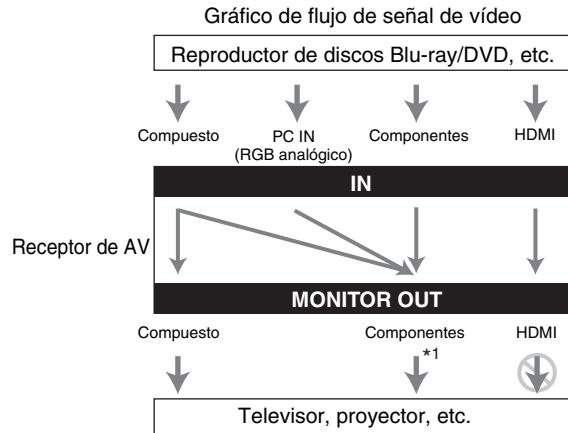 Gráfico de flujo de señal de vídeo
Reproductor de discos Blu-ray/DVD, etc.
Compuesto PC IN (RGB analógico) Componentes HDMI
IN
Receptor de AV
MONITOR OUT
Compuesto Componentes HDMI
*1
Televisor, proyector, etc.